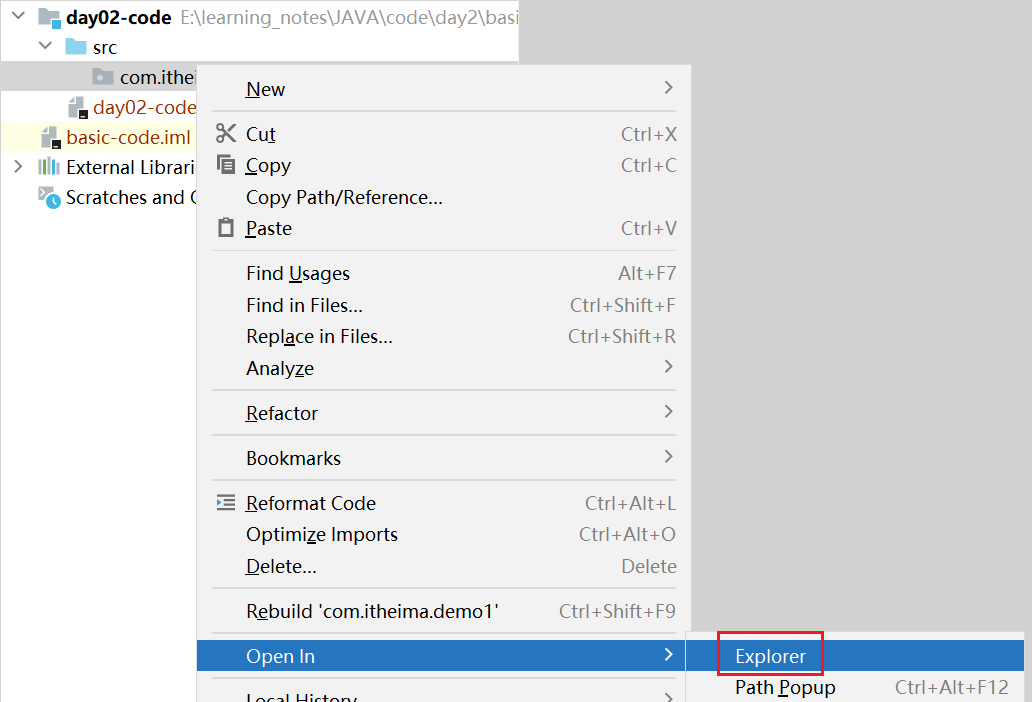 day02-code E:\learning_notes\JAVA\code\day2\basi
src
com.ithei
day02-code
basic-code.iml
External Librari
Scratches and
New
Cut Ctrl+X
Copy Ctrl+C
Copy Path/Reference...
Paste Ctrl+V
Find Usages Alt+F7
Find in Files... Ctrl+Shift+F
Replace in Files... Ctrl+Shift+R
Analyze
Refactor
Bookmarks
Reformat Code Ctrl+Alt+L
Optimize Imports Ctrl+Alt+O
Delete... Delete
Rebuild 'com.itheima.demo1' Ctrl+Shift+F9
Open In
Explorer
Path Popup Ctrl+Alt+F12
Local History